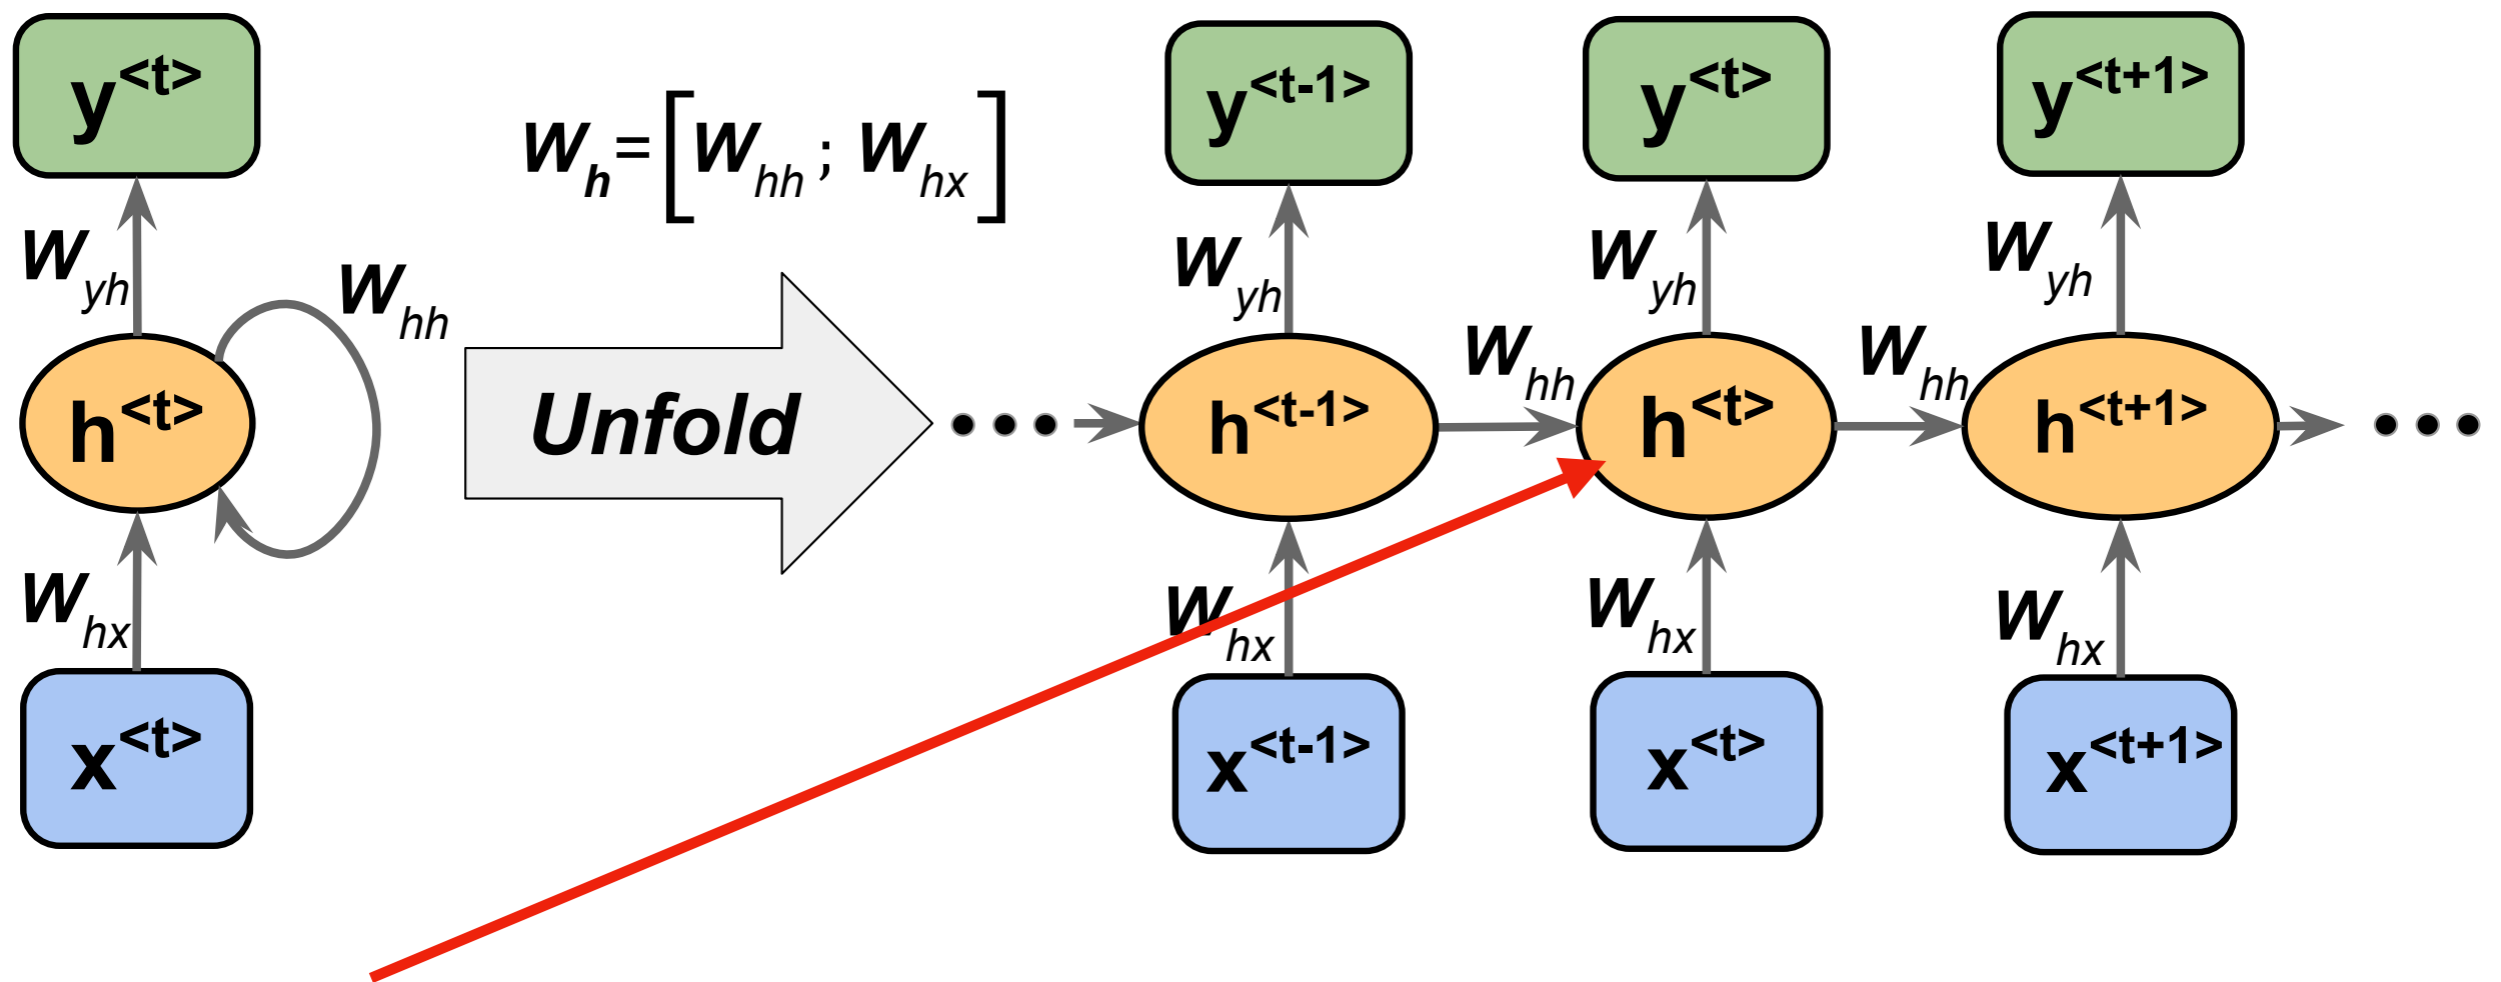 y<t>
y<t-1>
y<t>
y<t+1>
W_h=[W_hh ; W_hx]
W_yh
W_hh
W_yh
W_yh
W_yh
W_hh
W_hh
h<t>
Unfold
h<t-1>
h<t>
h<t+1>
W_hx
W_hx
W_hx
W_hx
x<t>
x<t-1>
x<t>
x<t+1>